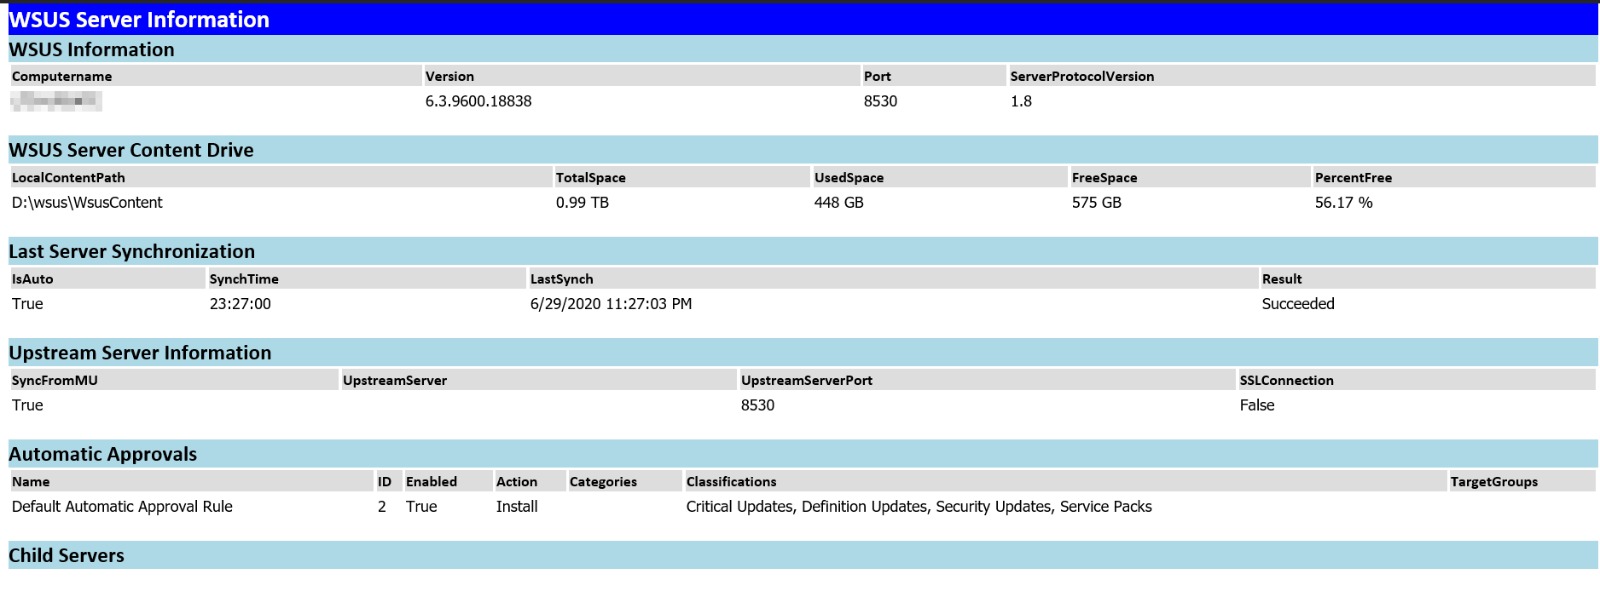 WSUS Server Information
WSUS Information
Computername Version Port ServerProtocolVersion
6.3.9600.18838 8530 1.8
WSUS Server Content Drive
LocalContentPath TotalSpace UsedSpace FreeSpace PercentFree
D:\wsus\WsusContent 0.99 TB 448 GB 575 GB 56.17 %
Last Server Synchronization
IsAuto SynchTime LastSynch Result
True 23:27:00 6/29/2020 11:27:03 PM Succeeded
Upstream Server Information
SyncFromMU UpstreamServer UpstreamServerPort SSLConnection
True 8530 False
Automatic Approvals
Name ID Enabled Action Categories Classifications TargetGroups
Default Automatic Approval Rule 2 True Install Critical Updates, Definition Updates, Security Updates, Service Packs
Child Servers